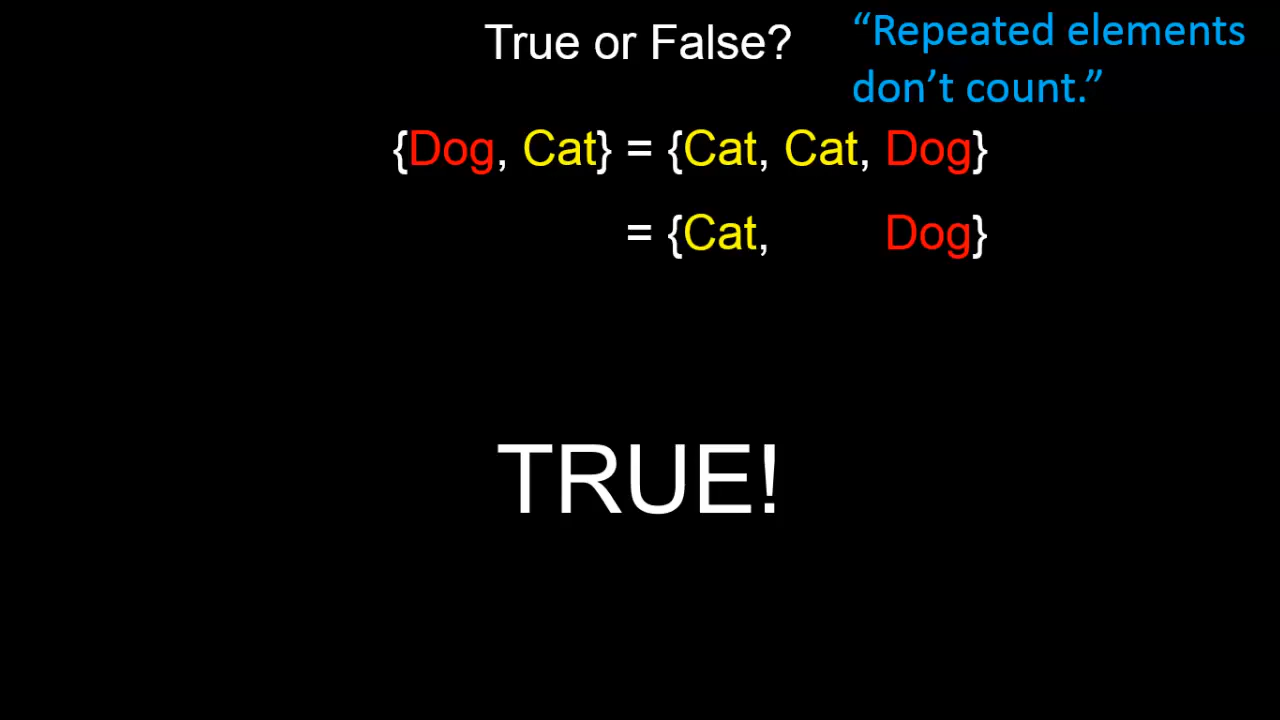 True or False?
“Repeated elements
don’t count.”
{Dog, Cat} = {Cat, Cat, Dog}
= {Cat, Dog}
TRUE!